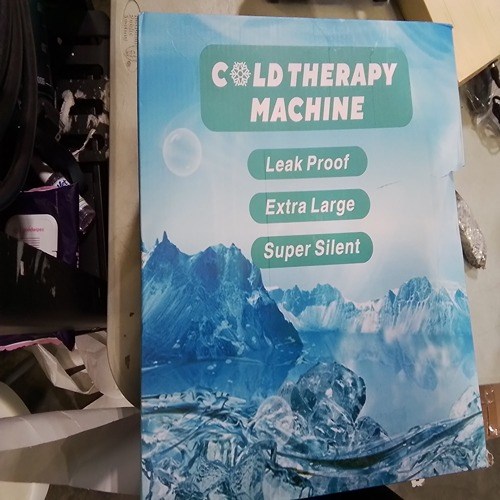 COLD THERAPY
MACHINE
Leak Proof
Extra Large
Super Silent